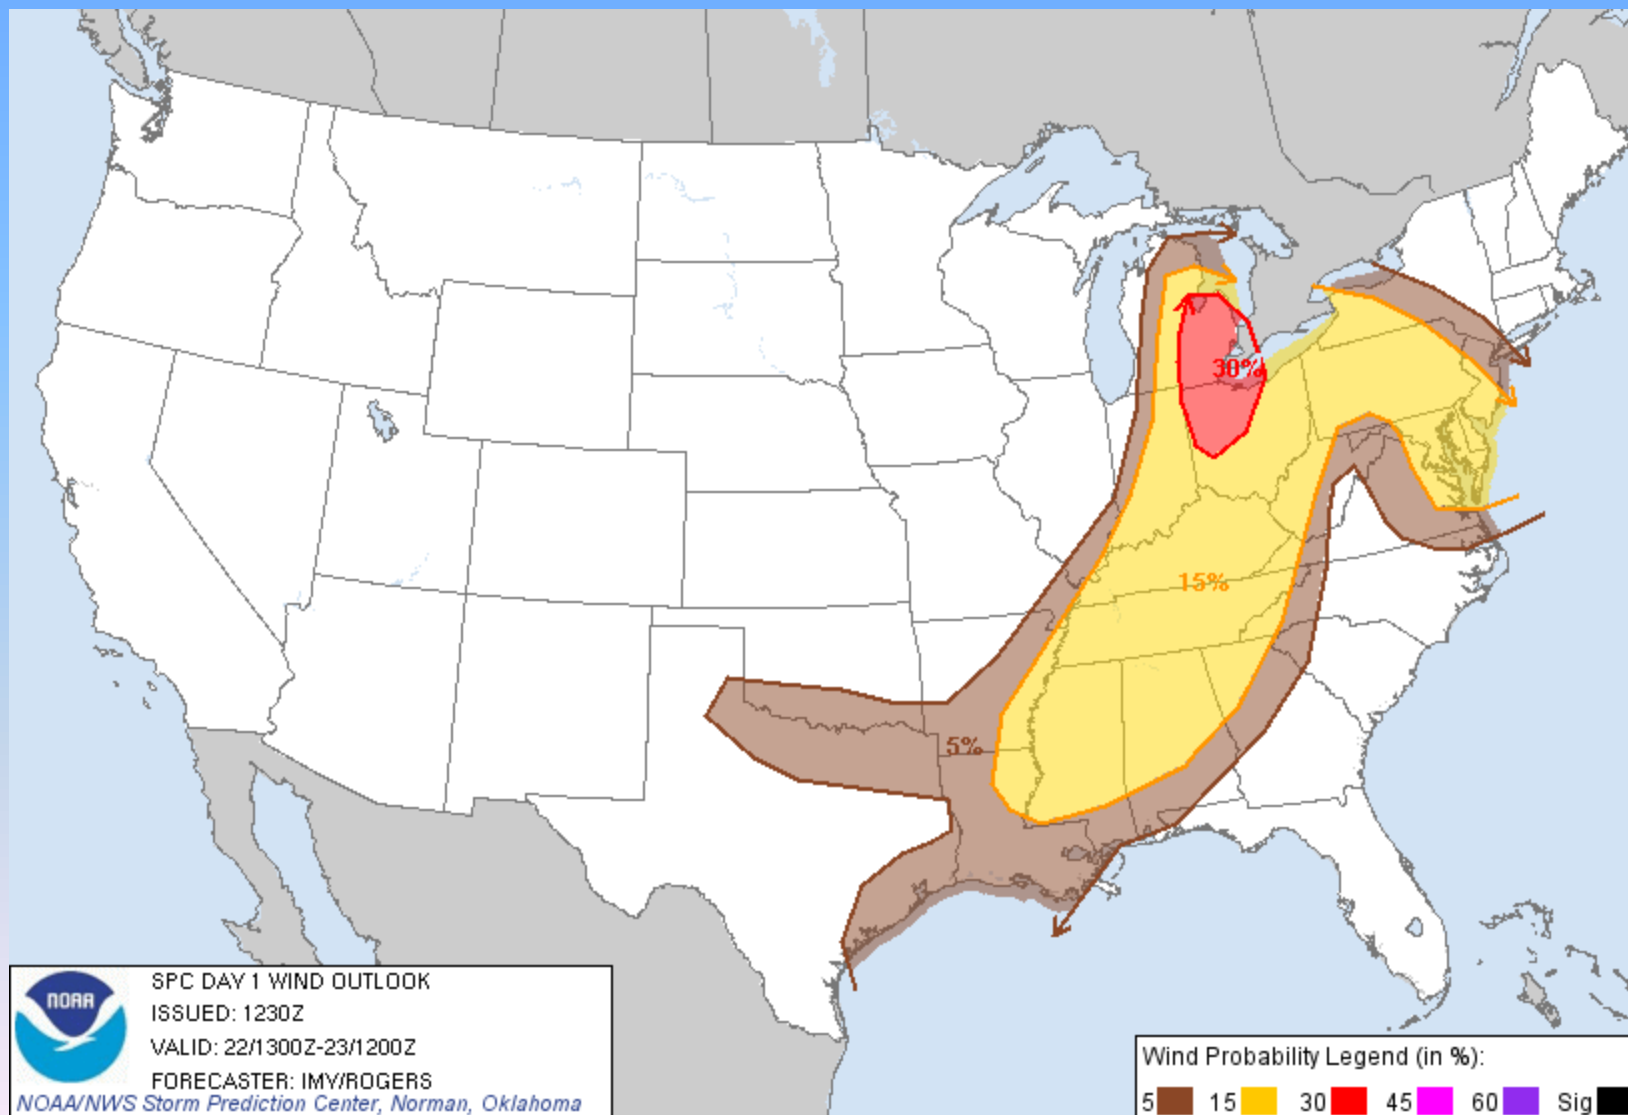 30%
15%
5%
NOAA
SPC DAY 1 WIND OUTLOOK
ISSUED: 1230Z
VALID: 22/1300Z-23/1200Z
FORECASTER: IMY/ROGERS
NOAA/NWS Storm Prediction Center, Norman, Oklahoma
Wind Probability Legend (in %):
5 15 30 45 60 Sig